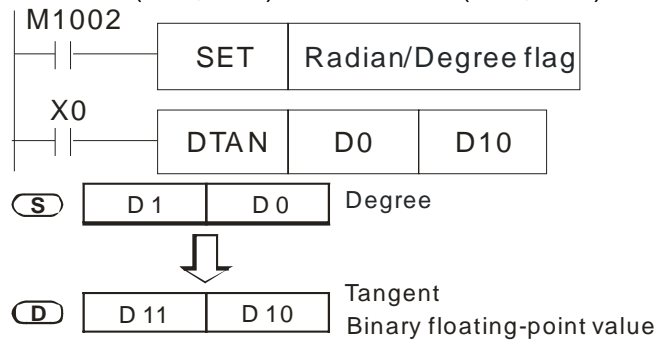 M1002
SET Radian/Degree flag
X0
DTAN D0 D10
S D 1 D 0 Degree
Tangent
D D 11 D 10
Binary floating-point value